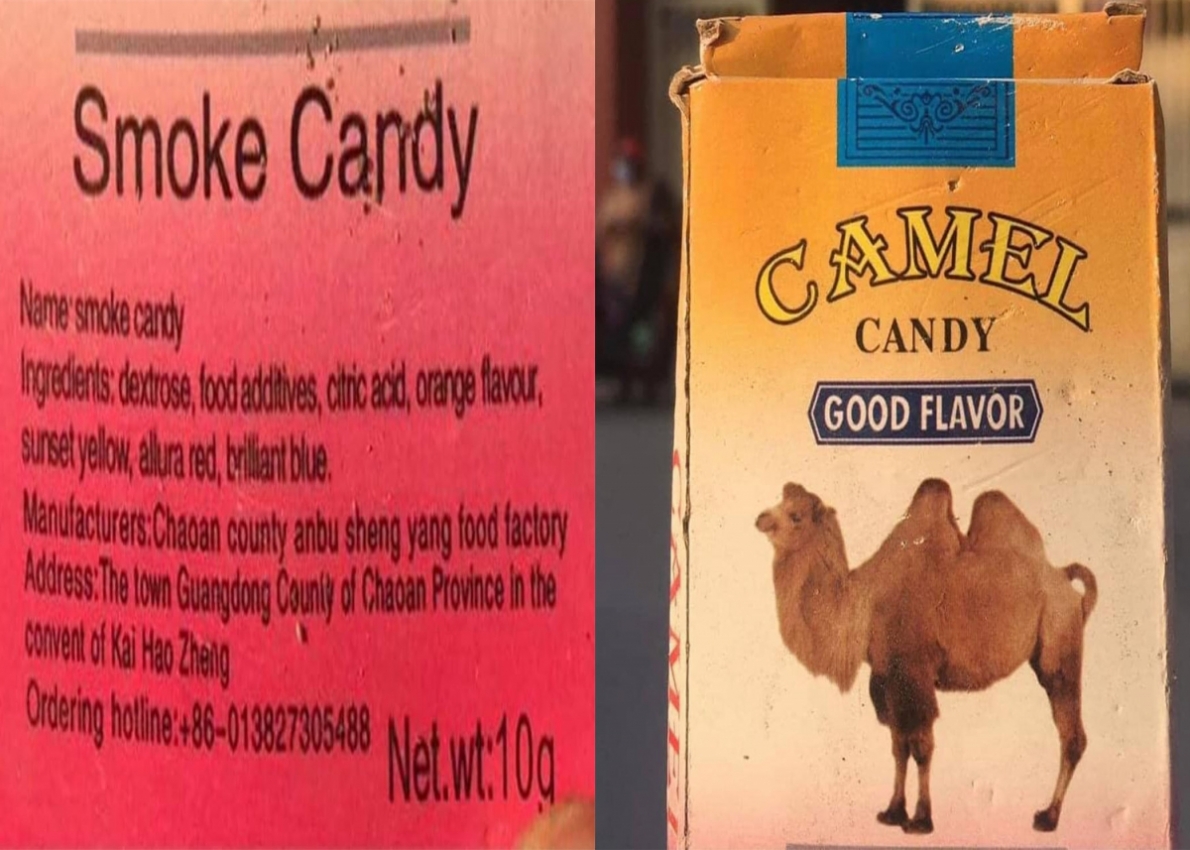 Smoke Candy
Name: smoke candy
Ingredients: dextrose, food additives, citric acid, orange flavour,
sunset yellow, allura red, brilliant blue.
Manufacturers:Chaoan county anbu sheng yang food factory
Address:The town Guangdong Counity of Chaoan Province in the
convent of Kai Hao Zheng
Ordering hotline:+86-013827305488
Net.wt:10g
CAMEL
CANDY
GOOD FLAVOR
CAMEL